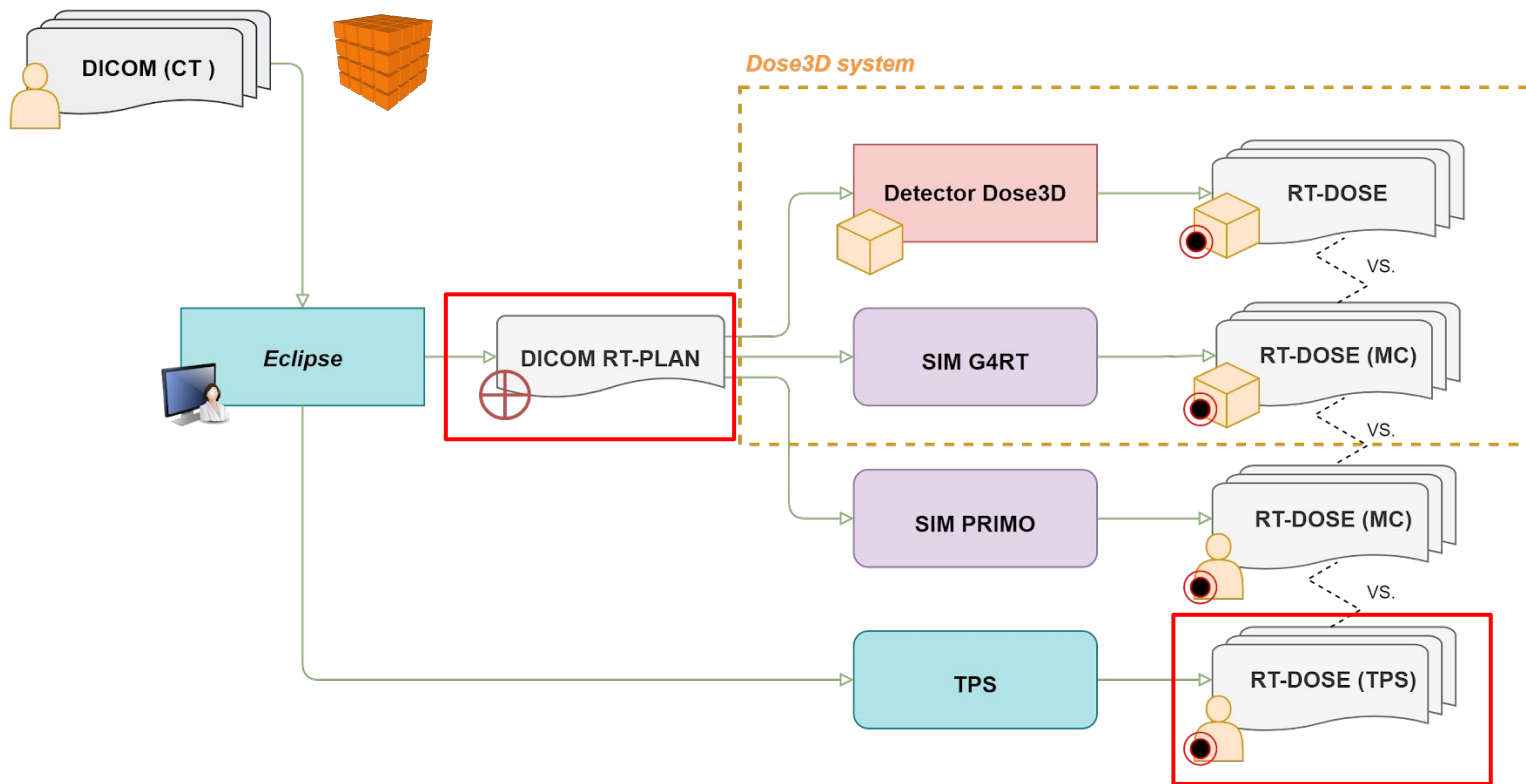 DICOM (CT )
Dose3D system
Detector Dose3D
RT-DOSE
VS.
Eclipse
DICOM RT-PLAN
SIM G4RT
RT-DOSE (MC)
VS.
SIM PRIMO
RT-DOSE (MC)
VS.
TPS
RT-DOSE (TPS)